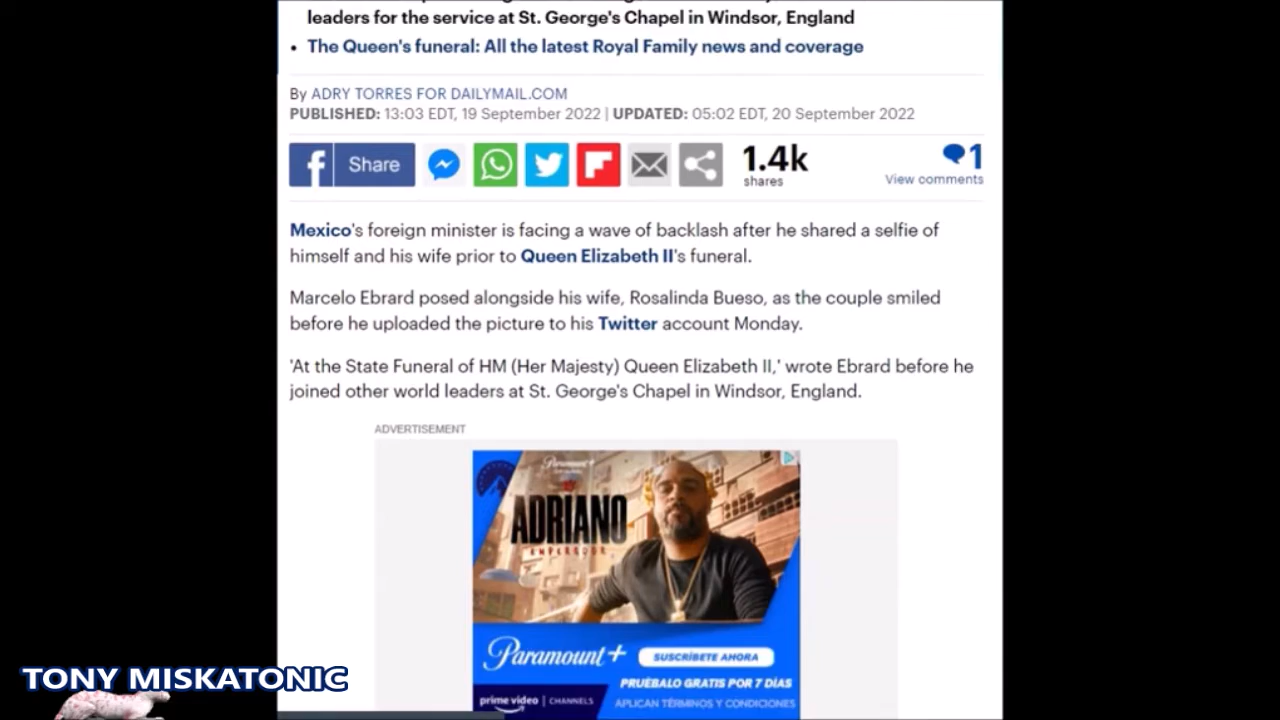 leaders for the service at St. George's Chapel in Windsor, England
• The Queen's funeral: All the latest Royal Family news and coverage
By ADRY TORRES FOR DAILYMAIL.COM
PUBLISHED: 13:03 EDT, 19 September 2022 | UPDATED: 05:02 EDT, 20 September 2022
f Share
1.4k
shares
1
View comments
Mexico's foreign minister is facing a wave of backlash after he shared a selfie of
himself and his wife prior to Queen Elizabeth II's funeral.
Marcelo Ebrard posed alongside his wife, Rosalinda Bueso, as the couple smiled
before he uploaded the picture to his Twitter account Monday.
'At the State Funeral of HM (Her Majesty) Queen Elizabeth II,' wrote Ebrard before he
joined other world leaders at St. George's Chapel in Windsor, England.
ADVERTISEMENT
Paramount+
ADRIANO
EMPERADOR
Paramount+
SUSCRÍBETE AHORA
PRUÉBALO GRATIS POR 7 DÍAS
prime video | CHANNELS
APLICAN TÉRMINOS Y CONDICIONES
TONY MISKATONIC